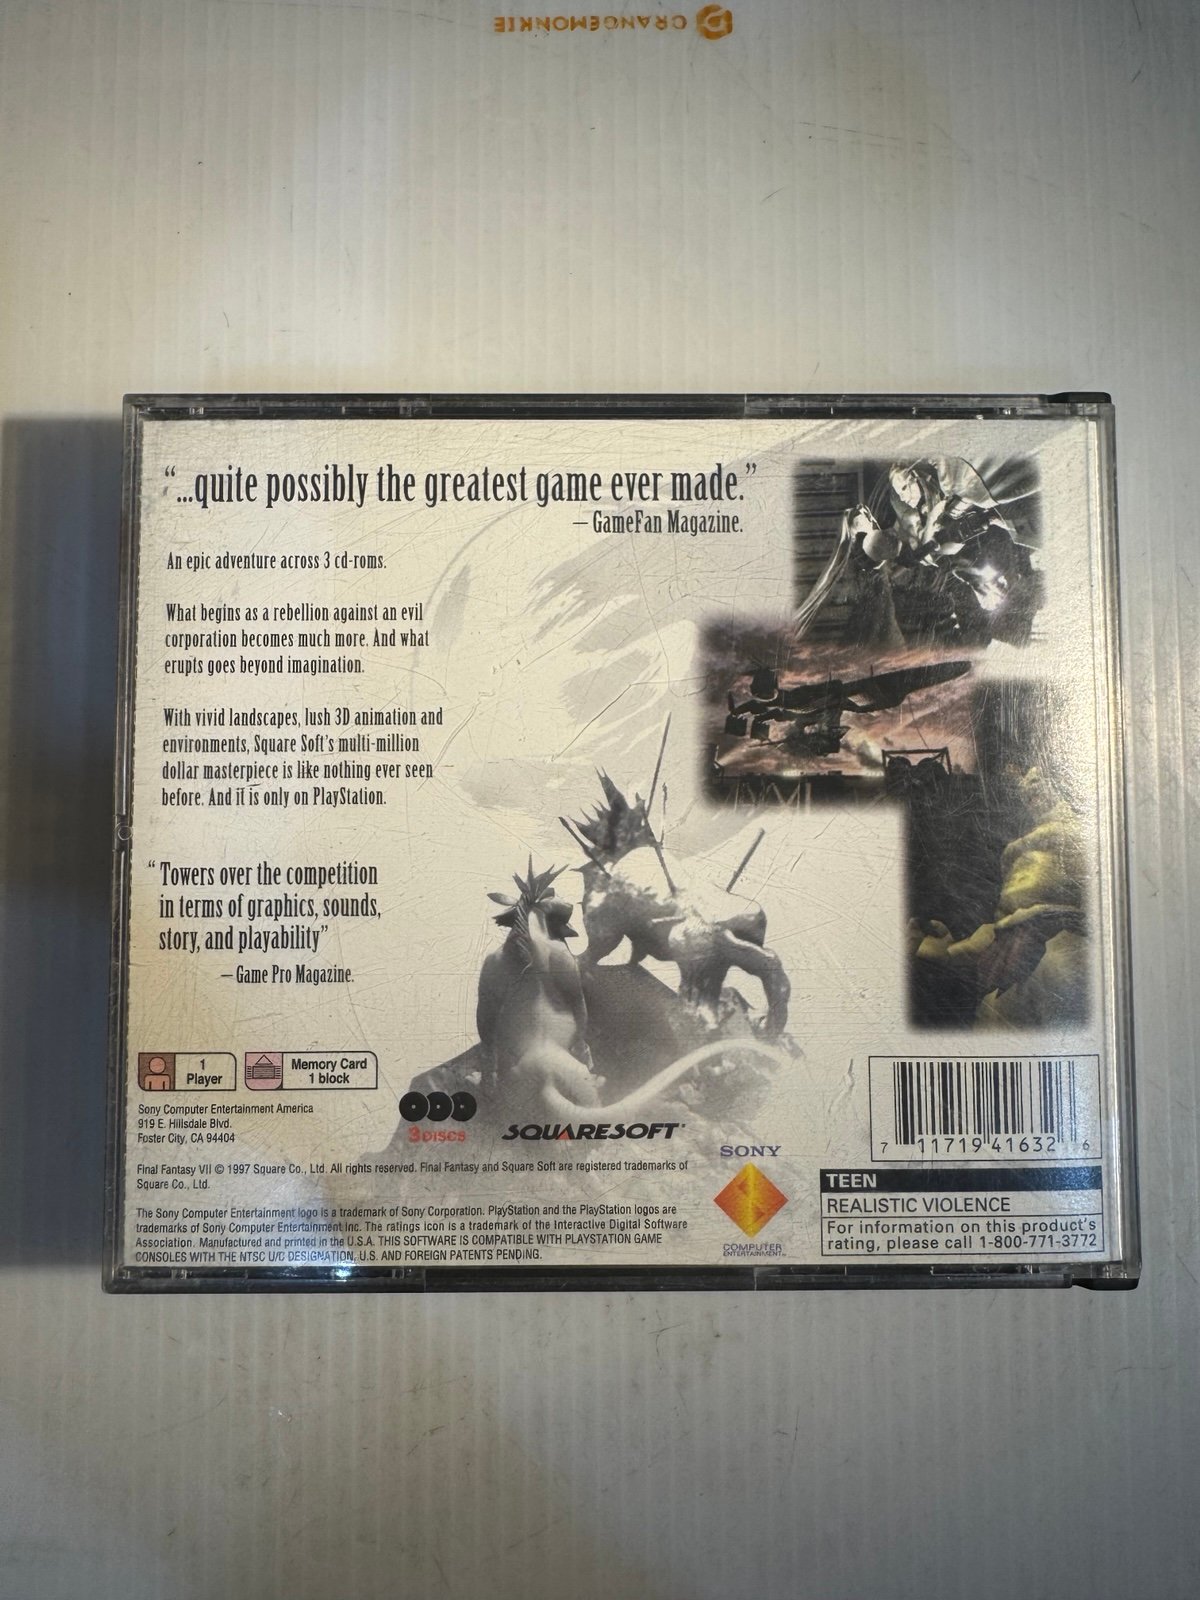 ORANGEMONKIE
“...quite possibly the greatest game ever made.”
– GameFan Magazine.
An epic adventure across 3 cd-roms.
What begins as a rebellion against an evil
corporation becomes much more. And what
erupts goes beyond imagination.
With vivid landscapes, lush 3D animation and
environments, Square Soft's multi-million
dollar masterpiece is like nothing ever seen
before. And it is only on PlayStation.
“Towers over the competition
in terms of graphics, sounds,
story, and playability”
– Game Pro Magazine.
1
Player
Memory Card
1 block
Sony Computer Entertainment America
919 E. Hillsdale Blvd.
Foster City, CA 94404
3 DISCS
SQUARESOFT
Final Fantasy VII © 1997 Square Co., Ltd. All rights reserved. Final Fantasy and Square Soft are registered trademarks of
Square Co., Ltd.
The Sony Computer Entertainment logo is a trademark of Sony Corporation. PlayStation and the PlayStation logos are
trademarks of Sony Computer Entertainment Inc. The ratings icon is a trademark of the Interactive Digital Software
Association. Manufactured and printed in the U.S.A. THIS SOFTWARE IS COMPATIBLE WITH PLAYSTATION GAME
CONSOLES WITH THE NTSC U/C DESIGNATION. U.S. AND FOREIGN PATENTS PENDING.
SONY
COMPUTER
ENTERTAINMENT
7 11719 41632 6
TEEN
REALISTIC VIOLENCE
For information on this product's
rating, please call 1-800-771-3772